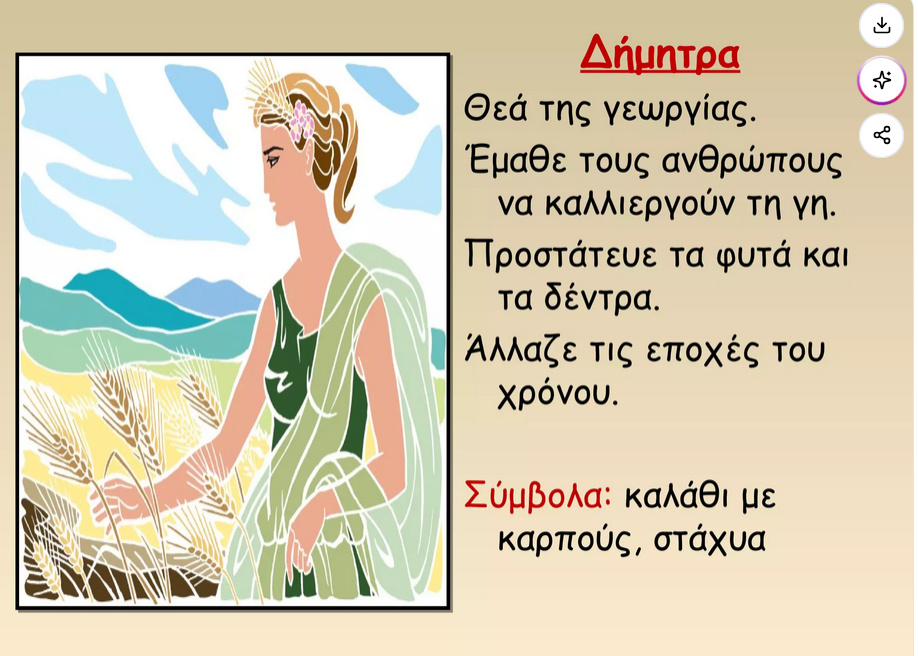 Δήμητρα
Θεά της γεωργίας.
Έμαθε τους ανθρώπους
να καλλιεργούν τη γη.
Προστάτευε τα φυτά και
τα δέντρα.
Άλλαζε τις εποχές του
χρόνου.
Σύμβολα: καλάθι με
καρπούς, στάχυα